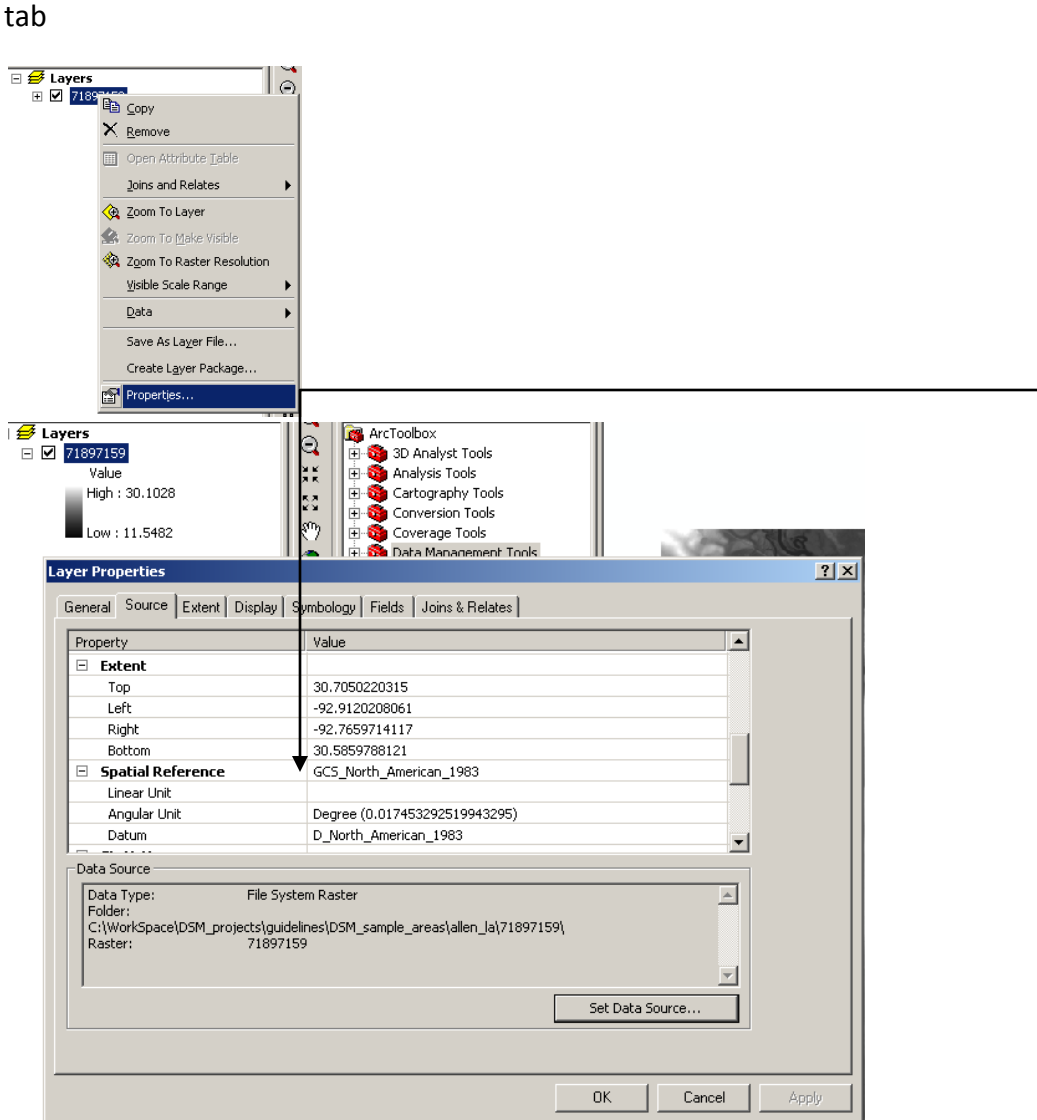 tab
Layers
7189
Copy
Remove
Open Attribute Table
Joins and Relates
Zoom To Layer
Zoom To Make Visible
Zoom To Raster Resolution
Visible Scale Range
Data
Save As Layer File...
Create Layer Package...
Properties...
Layers
71897159
Value
High : 30.1028
Low : 11.5482
ArcToolbox
3D Analyst Tools
Analysis Tools
Cartography Tools
Conversion Tools
Coverage Tools
Data Management Tools
Layer Properties
General Source Extent Display Symbology Fields Joins & Relates
Property Value
Extent
Top 30.7050220315
Left -92.9120208061
Right -92.7659714117
Bottom 30.5859788121
Spatial Reference GCS_North_American_1983
Linear Unit
Angular Unit Degree (0.017453292519943295)
Datum D_North_American_1983
Data Source
Data Type: File System Raster
Folder:
C:\WorkSpace\DSM_projects\guidelines\DSM_sample_areas\allen_la\71897159\
Raster: 71897159
Set Data Source...
OK Cancel Apply